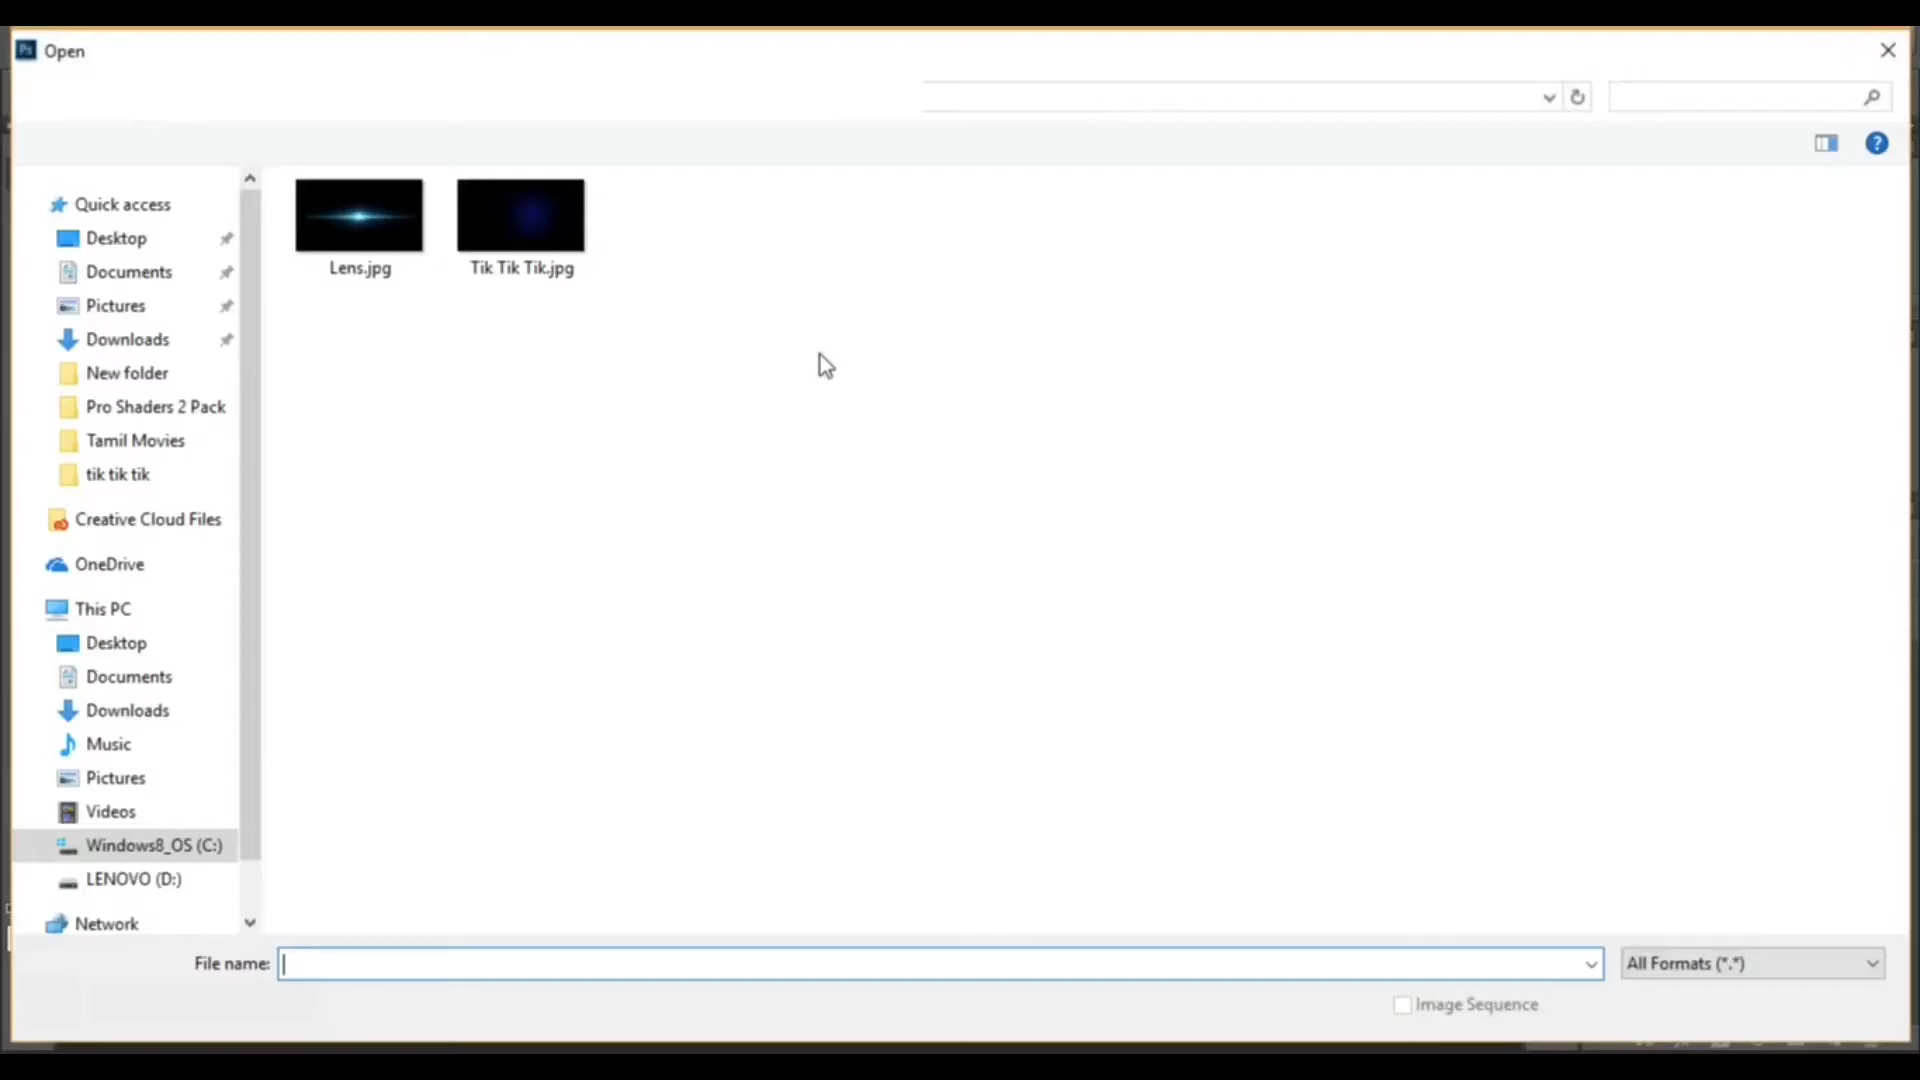 Ps Open
?
Quick access
Desktop
Documents
Pictures
Downloads
New folder
Pro Shaders 2 Pack
Tamil Movies
tik tik tik
Creative Cloud Files
OneDrive
This PC
Desktop
Documents
Downloads
Music
Pictures
Videos
Windows8_OS (C:)
LENOVO (D:)
Network
Lens.jpg
Tik Tik Tik.jpg
File name:
All Formats (*.*)
Image Sequence